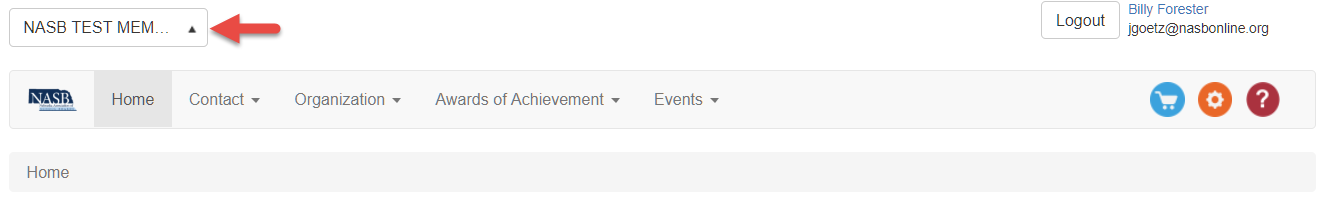 NASB TEST MEM...
Logout
Billy Forester
jgoetz@nasbonline.org
NASB
Home
Contact
Organization
Awards of Achievement
Events
?
Home